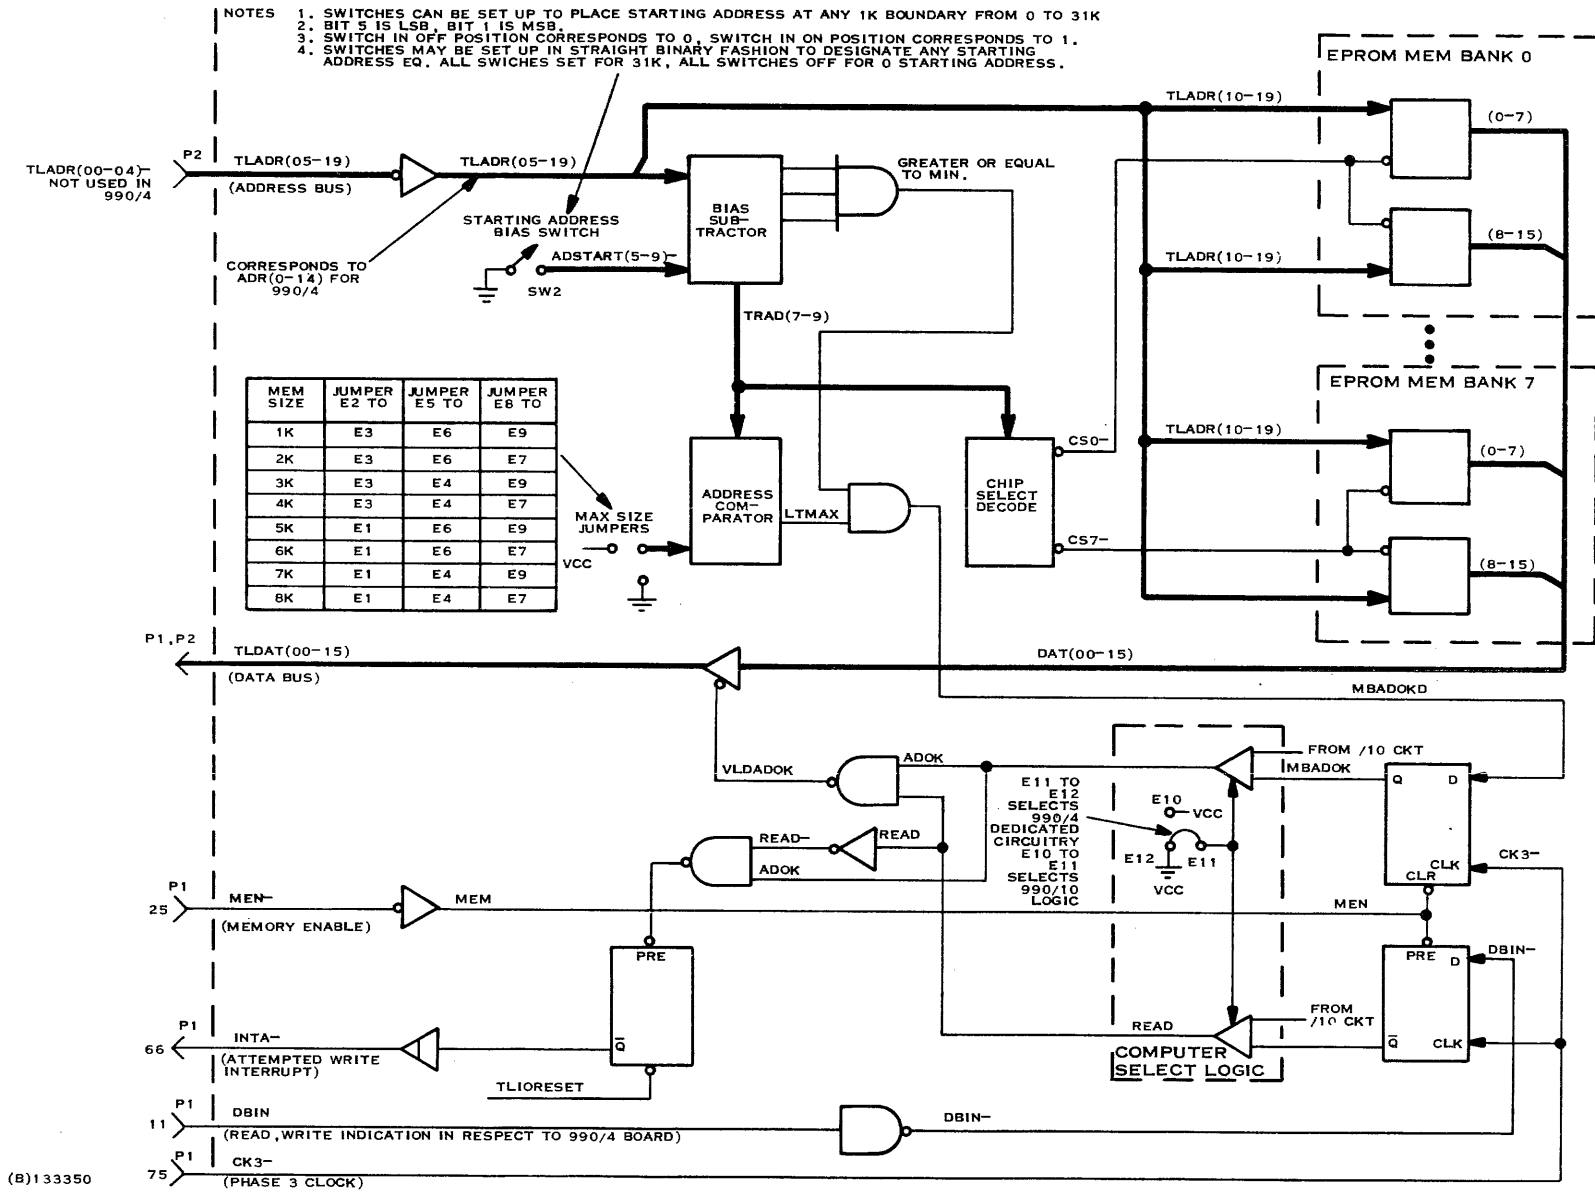 NOTES 1. SWITCHES CAN BE SET UP TO PLACE STARTING ADDRESS AT ANY 1K BOUNDARY FROM 0 TO 31K
2. BIT 5 IS LSB, BIT 1 IS MSB.
3. SWITCH IN OFF POSITION CORRESPONDS TO 0, SWITCH IN ON POSITION CORRESPONDS TO 1.
4. SWITCHES MAY BE SET UP IN STRAIGHT BINARY FASHION TO DESIGNATE ANY STARTING
ADDRESS EQ. ALL SWICHES SET FOR 31K, ALL SWITCHES OFF FOR 0 STARTING ADDRESS.
EPROM MEM BANK 0
TLADR(10-19)
(0-7)
P2
TLADR(00-04)-
NOT USED IN
990/4
TLADR(05-19)
(ADDRESS BUS)
TLADR(05-19)
BIAS
SUB-
TRACTOR
GREATER OR EQUAL
TO MIN.
STARTING ADDRESS
BIAS SWITCH
ADSTART(5-9)-
SW2
CORRESPONDS TO
ADR(0-14) FOR
990/4
(8-15)
TLADR(10-19)
TRAD(7-9)
EPROM MEM BANK 7
MEM SIZE JUMPER E2 TO JUMPER E5 TO JUMPER E8 TO
1K E3 E6 E9
2K E3 E6 E7
3K E3 E4 E9
4K E3 E4 E7
5K E1 E6 E9
6K E1 E6 E7
7K E1 E4 E9
8K E1 E4 E7
MAX SIZE
JUMPERS
VCC
ADDRESS
COM-
PARATOR
LTMAX
CHIP
SELECT
DECODE
CS0-
CS7-
TLADR(10-19)
(0-7)
(8-15)
P1,P2
TLDAT(00-15)
(DATA BUS)
DAT(00-15)
MBADOKD
VLDADOK
ADOK
FROM /10 CKT
MBADOK
Q D
E11 TO
E12
SELECTS
990/4
DEDICATED
CIRCUITRY
E10 TO
E11
SELECTS
990/10
LOGIC
E10
VCC
E12 E11
VCC
CLK
CLR
CK3-
READ-
READ
ADOK
P1
25
MEN-
(MEMORY ENABLE)
MEM
MEN
PRE
PRE
D
DBIN-
Q
CLK
FROM
/10 CKT
READ
COMPUTER
SELECT LOGIC
P1
66
INTA-
(ATTEMPTED WRITE
INTERRUPT)
Q
TLIORESET
P1
11
DBIN
(READ,WRITE INDICATION IN RESPECT TO 990/4 BOARD)
DBIN-
P1
75
CK3-
(PHASE 3 CLOCK)
(B)133350